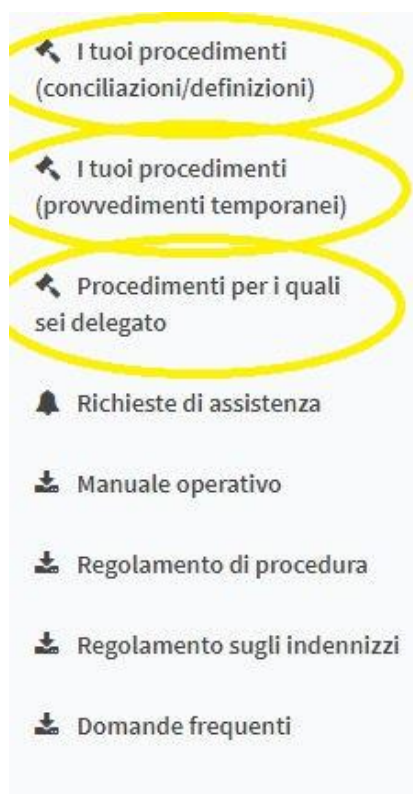 I tuoi procedimenti
(conciliazioni/definizioni)
I tuoi procedimenti
(provvedimenti temporanei)
Procedimenti per i quali
sei delegato
Richieste di assistenza
Manuale operativo
Regolamento di procedura
Regolamento sugli indennizzi
Domande frequenti